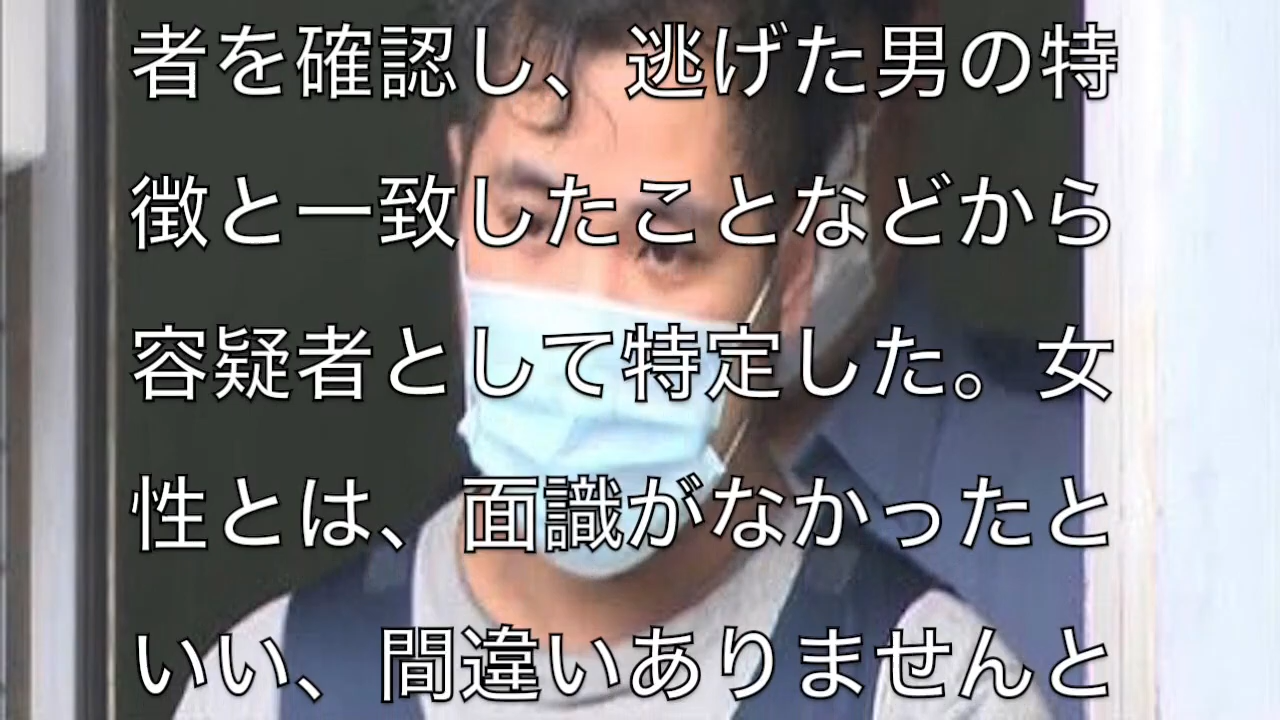 者を確認し、逃げた男の特
徴と一致したことなどから
容疑者として特定した。女
性とは、面識がなかったと
いい、間違いありませんと